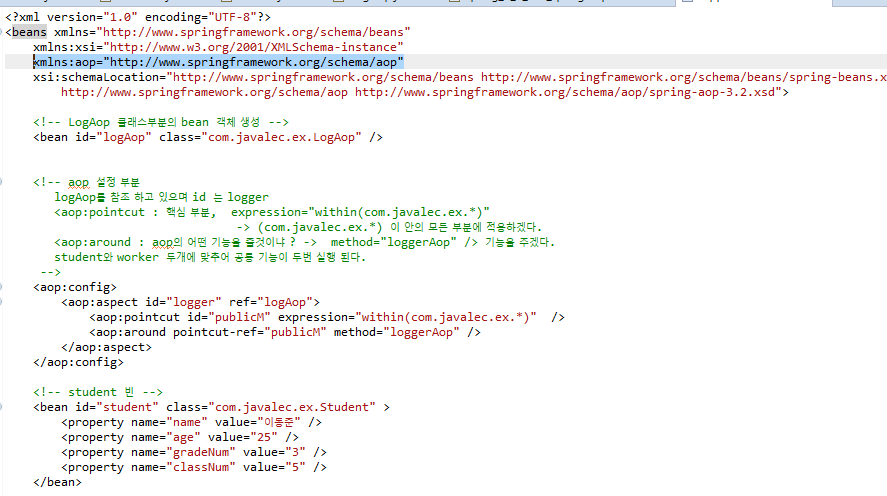 <?xml version="1.0" encoding="UTF-8"?>
<beans xmlns="http://www.springframework.org/schema/beans"
xmlns:xsi="http://www.w3.org/2001/XMLSchema-instance"
xmlns:aop="http://www.springframework.org/schema/aop"
xsi:schemaLocation="http://www.springframework.org/schema/beans http://www.springframework.org/schema/beans/spring-beans.x
http://www.springframework.org/schema/aop http://www.springframework.org/schema/aop/spring-aop-3.2.xsd">
<!-- LogAop 클래스부분의 bean 객체 생성 -->
<bean id="logAop" class="com.javalec.ex.LogAop" />
<!-- aop 설정 부분
logAop를 참조 하고 있으며 id 는 logger
<aop:pointcut : 핵심 부분,  expression="within(com.javalec.ex.*)"
-> (com.javalec.ex.*) 이 안의 모든 부분에 적용하겠다.
<aop:around : aop의 어떤 기능을 줄것이냐 ? ->  method="loggerAop" /> 기능을 주겠다.
student와 worker 두개에 맞추어 공통 기능이 두번 실행 된다.
-->
<aop:config>
<aop:aspect id="logger" ref="logAop">
<aop:pointcut id="publicM" expression="within(com.javalec.ex.*)"  />
<aop:around pointcut-ref="publicM" method="loggerAop" />
</aop:aspect>
</aop:config>
<!-- student 빈 -->
<bean id="student" class="com.javalec.ex.Student" >
<property name="name" value="이동준" />
<property name="age" value="25" />
<property name="gradeNum" value="3" />
<property name="classNum" value="5" />
</bean>